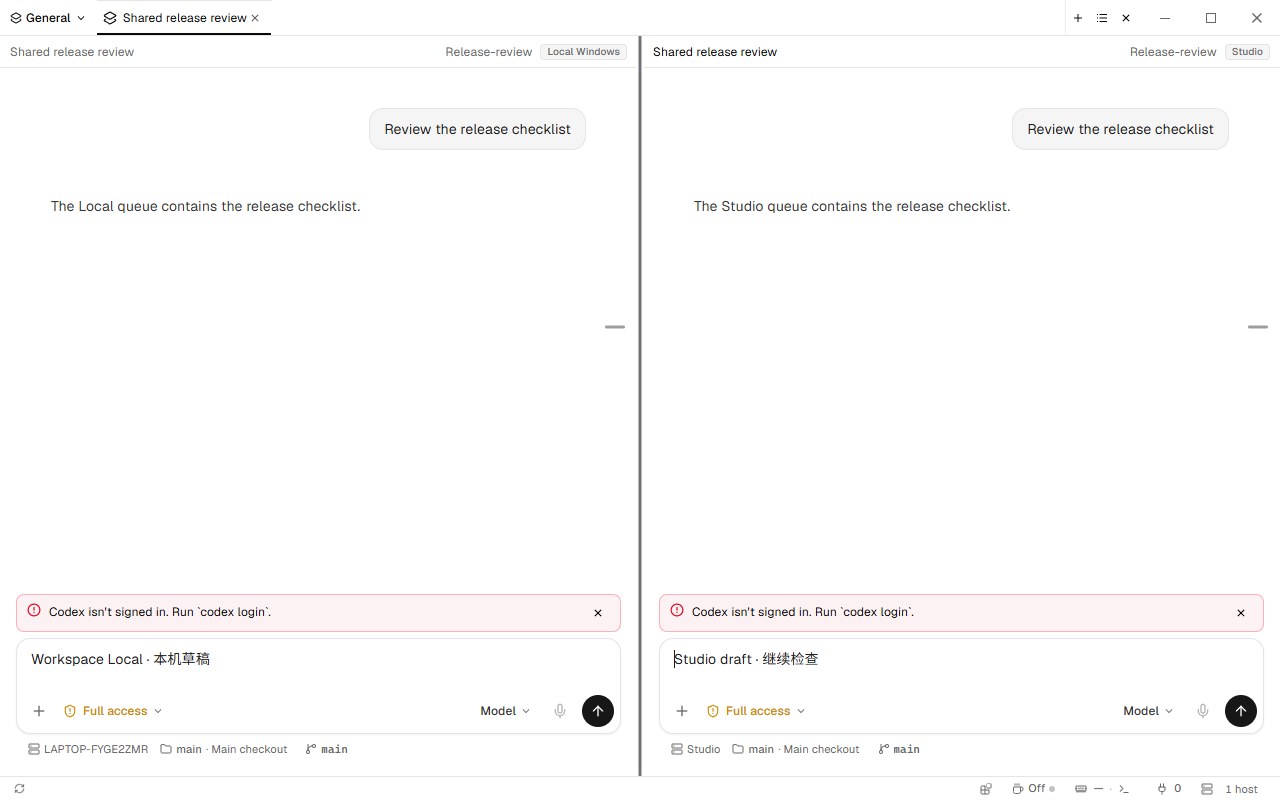 General
Shared release review
Shared release review
Release-review
Local Windows
Review the release checklist
The Local queue contains the release checklist.
Codex isn't signed in. Run `codex login`.
Workspace Local · 本机草稿
Full access
Model
LAPTOP-FYGE2ZMR
main · Main checkout
main
Shared release review
Release-review
Studio
Review the release checklist
The Studio queue contains the release checklist.
Codex isn't signed in. Run `codex login`.
Studio draft · 继续检查
Full access
Model
Studio
main · Main checkout
main
Off
— ·
0
1 host